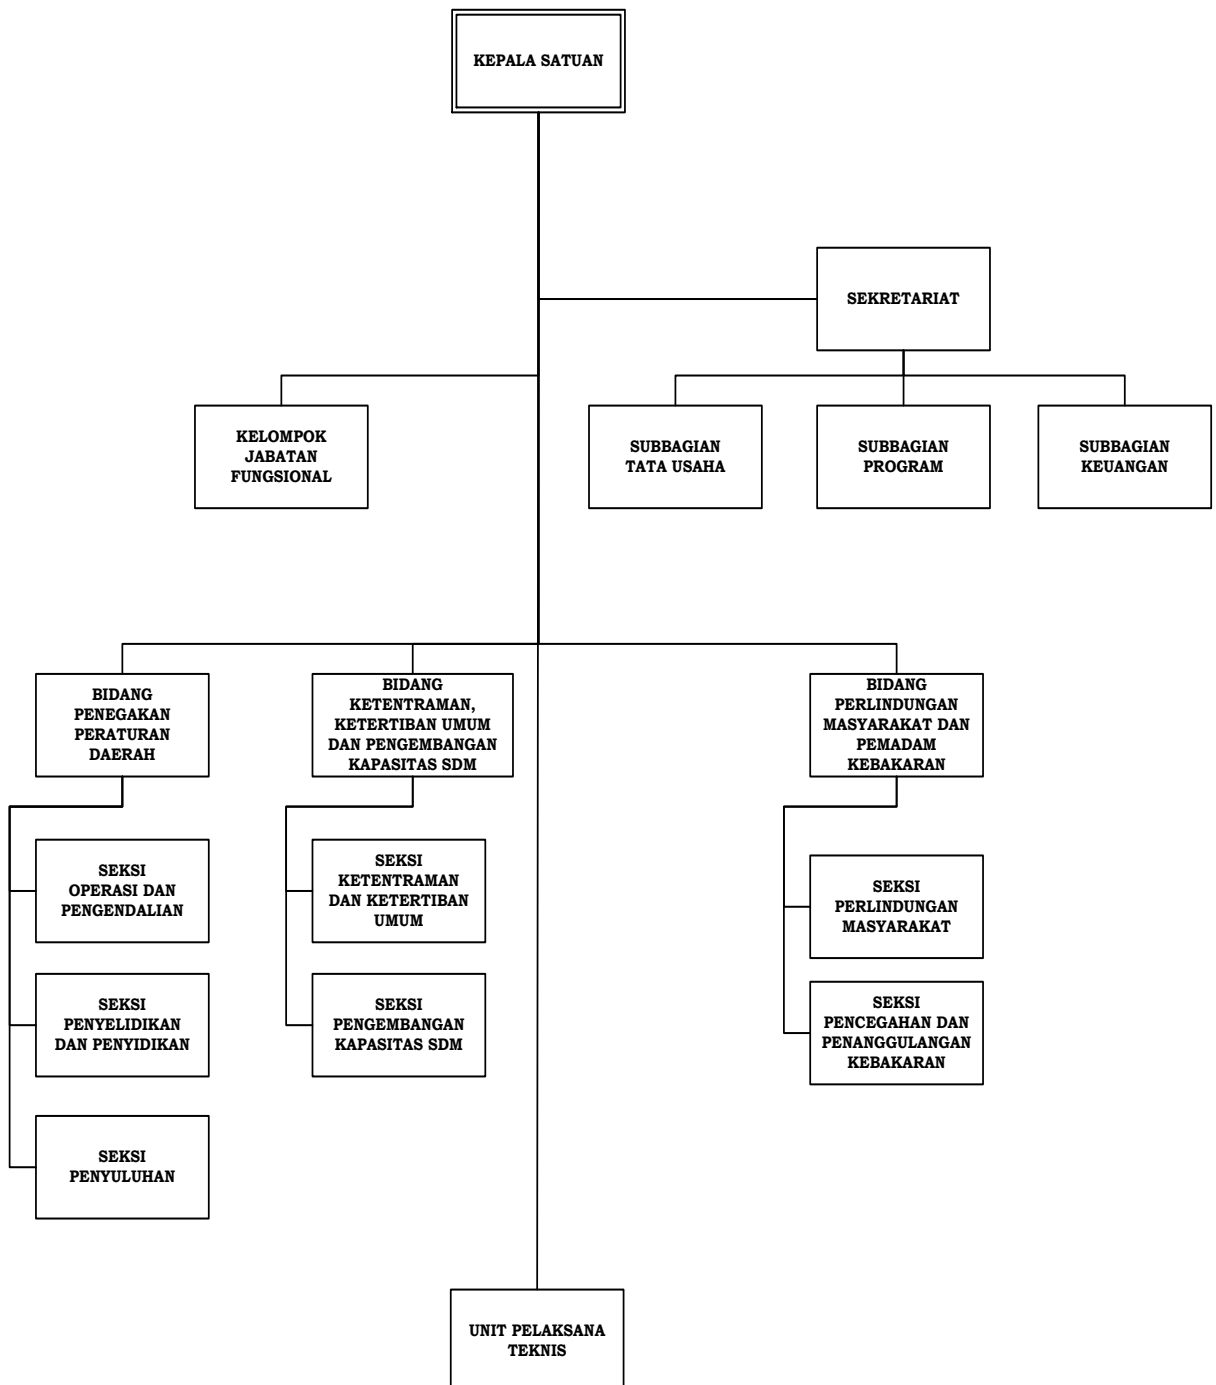 KEPALA SATUAN
SEKRETARIAT
KELOMPOK
JABATAN
FUNGSIONAL
SUBBAGIAN
TATA USAHA
SUBBAGIAN
PROGRAM
SUBBAGIAN
KEUANGAN
BIDANG
PENEGAKAN
PERATURAN
DAERAH
BIDANG
KETENTRAMAN,
KETERTIBAN UMUM
DAN PENGEMBANGAN
KAPASITAS SDM
BIDANG
PERLINDUNGAN
MASYARAKAT DAN
PEMADAM
KEBAKARAN
SEKSI
OPERASI DAN
PENGENDALIAN
SEKSI
KETENTRAMAN
DAN KETERTIBAN
UMUM
SEKSI
PERLINDUNGAN
MASYARAKAT
SEKSI
PENYELIDIKAN
DAN PENYIDIKAN
SEKSI
PENGEMBANGAN
KAPASITAS SDM
SEKSI
PENCEGAHAN DAN
PENANGGULANGAN
KEBAKARAN
SEKSI
PENYULUHAN
UNIT PELAKSANA
TEKNIS